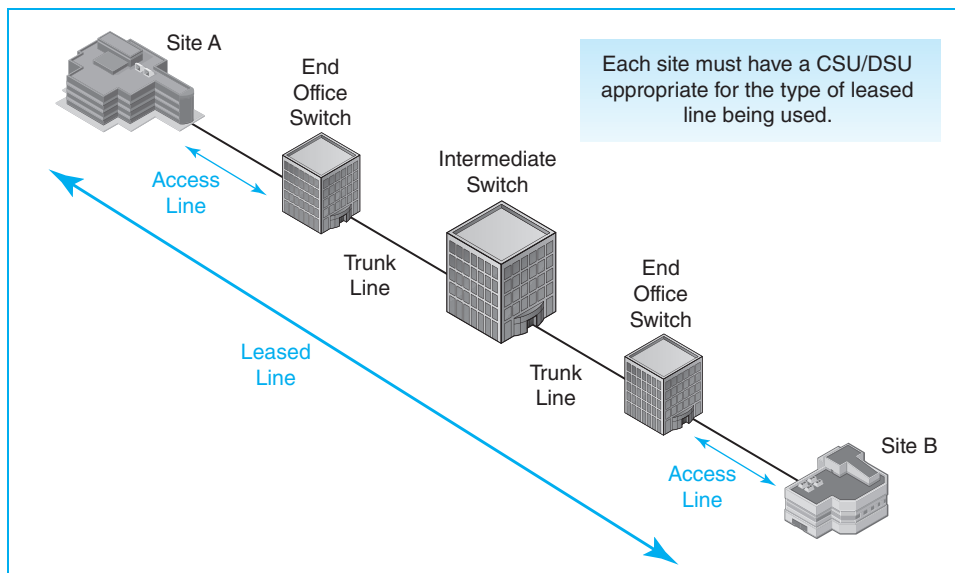 Site A
End
Office
Switch
Each site must have a CSU/DSU
appropriate for the type of leased
line being used.
Intermediate
Switch
Access
Line
Trunk
Line
End
Office
Switch
Leased
Line
Trunk
Line
Site B
Access
Line